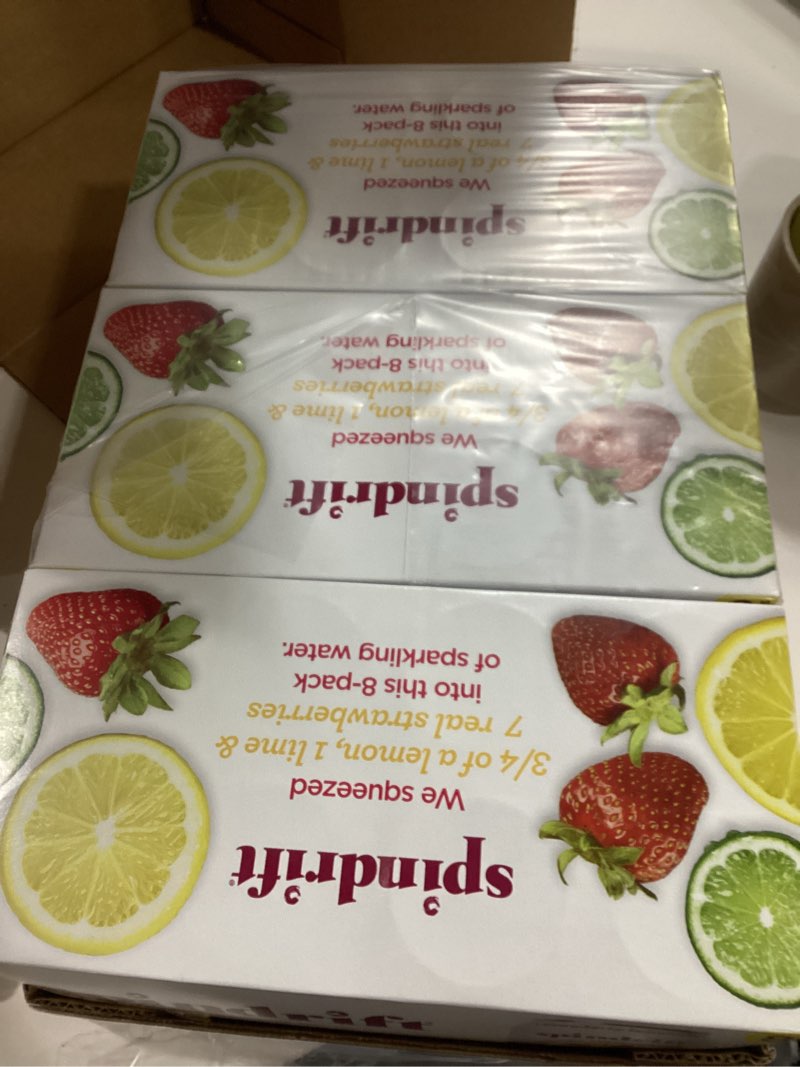 spindrift
We squeezed
3/4 of a lemon, 1 lime &
7 real strawberries
into this 8-pack
of sparkling water.
spindrift
We squeezed
3/4 of a lemon, 1 lime &
7 real strawberries
into this 8-pack
of sparkling water.
spindrift
We squeezed
3/4 of a lemon, 1 lime &
7 real strawberries
into this 8-pack
of sparkling water.
spindrift